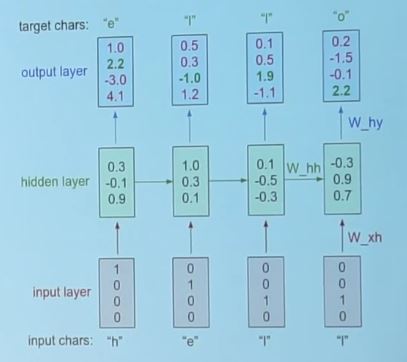 target chars: "e" "l" "l" "o"
output layer
1.0 0.5 0.1 0.2
2.2 0.3 0.5 -1.5
-3.0 -1.0 1.9 -0.1
4.1 1.2 -1.1 2.2
W_hy
hidden layer
0.3 1.0 0.1 -0.3
-0.1 0.3 -0.5 0.9
0.9 0.1 -0.3 0.7
W_hh
W_xh
input layer
1 0 0 0
0 1 0 0
0 0 1 1
0 0 0 0
input chars: "h" "e" "l" "l"